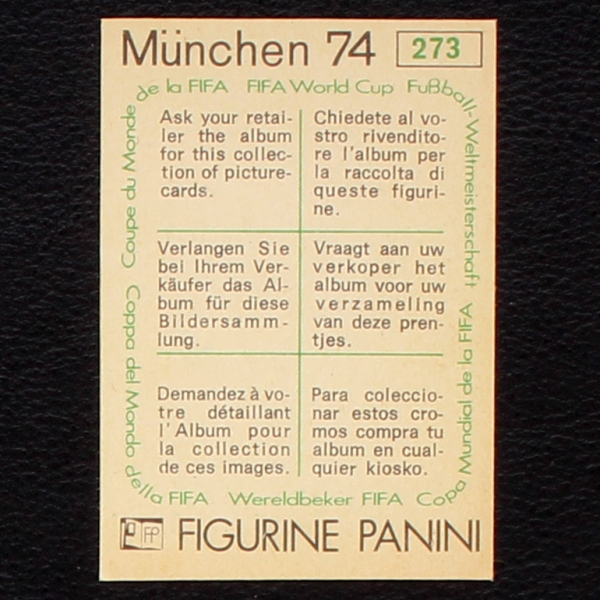 München 74 273
de la FIFA FIFA World Cup Fußball-Weltmeisterschaft
Ask your retai-
ler the album
for this collec-
tion of picture-
cards.
Chiedete al vo-
stro rivendito-
re l'album per
la raccolta di
queste figuri-
ne.
Verlangen Sie
bei Ihrem Ver-
käufer das Al-
bum für diese
Bildersamm-
lung.
Vraagt aan uw
verkoper het
album voor uw
verzameling
van deze pren-
tjes.
Demandez à vo-
tre détaillant
l'Album pour
la collection
de ces images.
Para coleccio-
nar estos cro-
mos compra tu
album en cual-
quier kiosko.
Coppa del Mondo Coupe du Monde
Mundial de la FIFA
della FIFA Wereldbeker FIFA Copa
FP FIGURINE PANINI